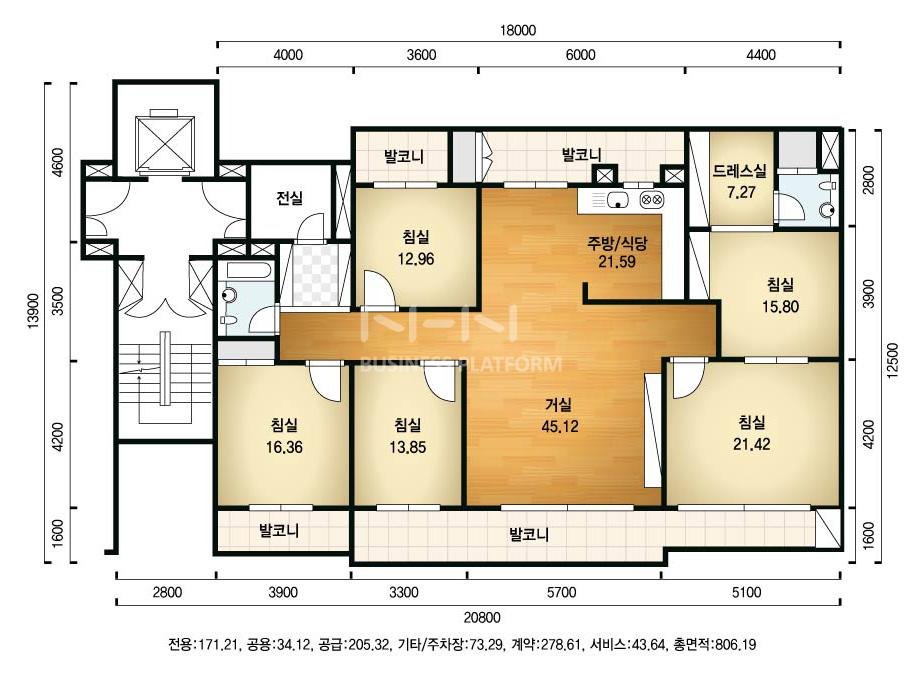 18000
4000 3600 6000 4400
4600 3500 4200 1600
13900
2800 3900 4200 1600
12500
발코니
발코니
전실
드레스실
7.27
침실
12.96
주방/식당
21.59
침실
15.80
NHN
BUSINESS PLATFORM
침실
16.36
침실
13.85
거실
45.12
침실
21.42
발코니
발코니
2800 3900 3300 5700 5100
20800
전용:171.21, 공용:34.12, 공급:205.32, 기타/주차장:73.29, 계약:278.61, 서비스:43.64, 총면적:806.19